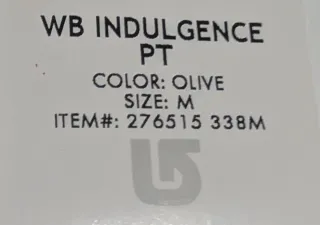 WB INDULGENCE
PT
COLOR: OLIVE
SIZE: M
ITEM#: 276515 338M